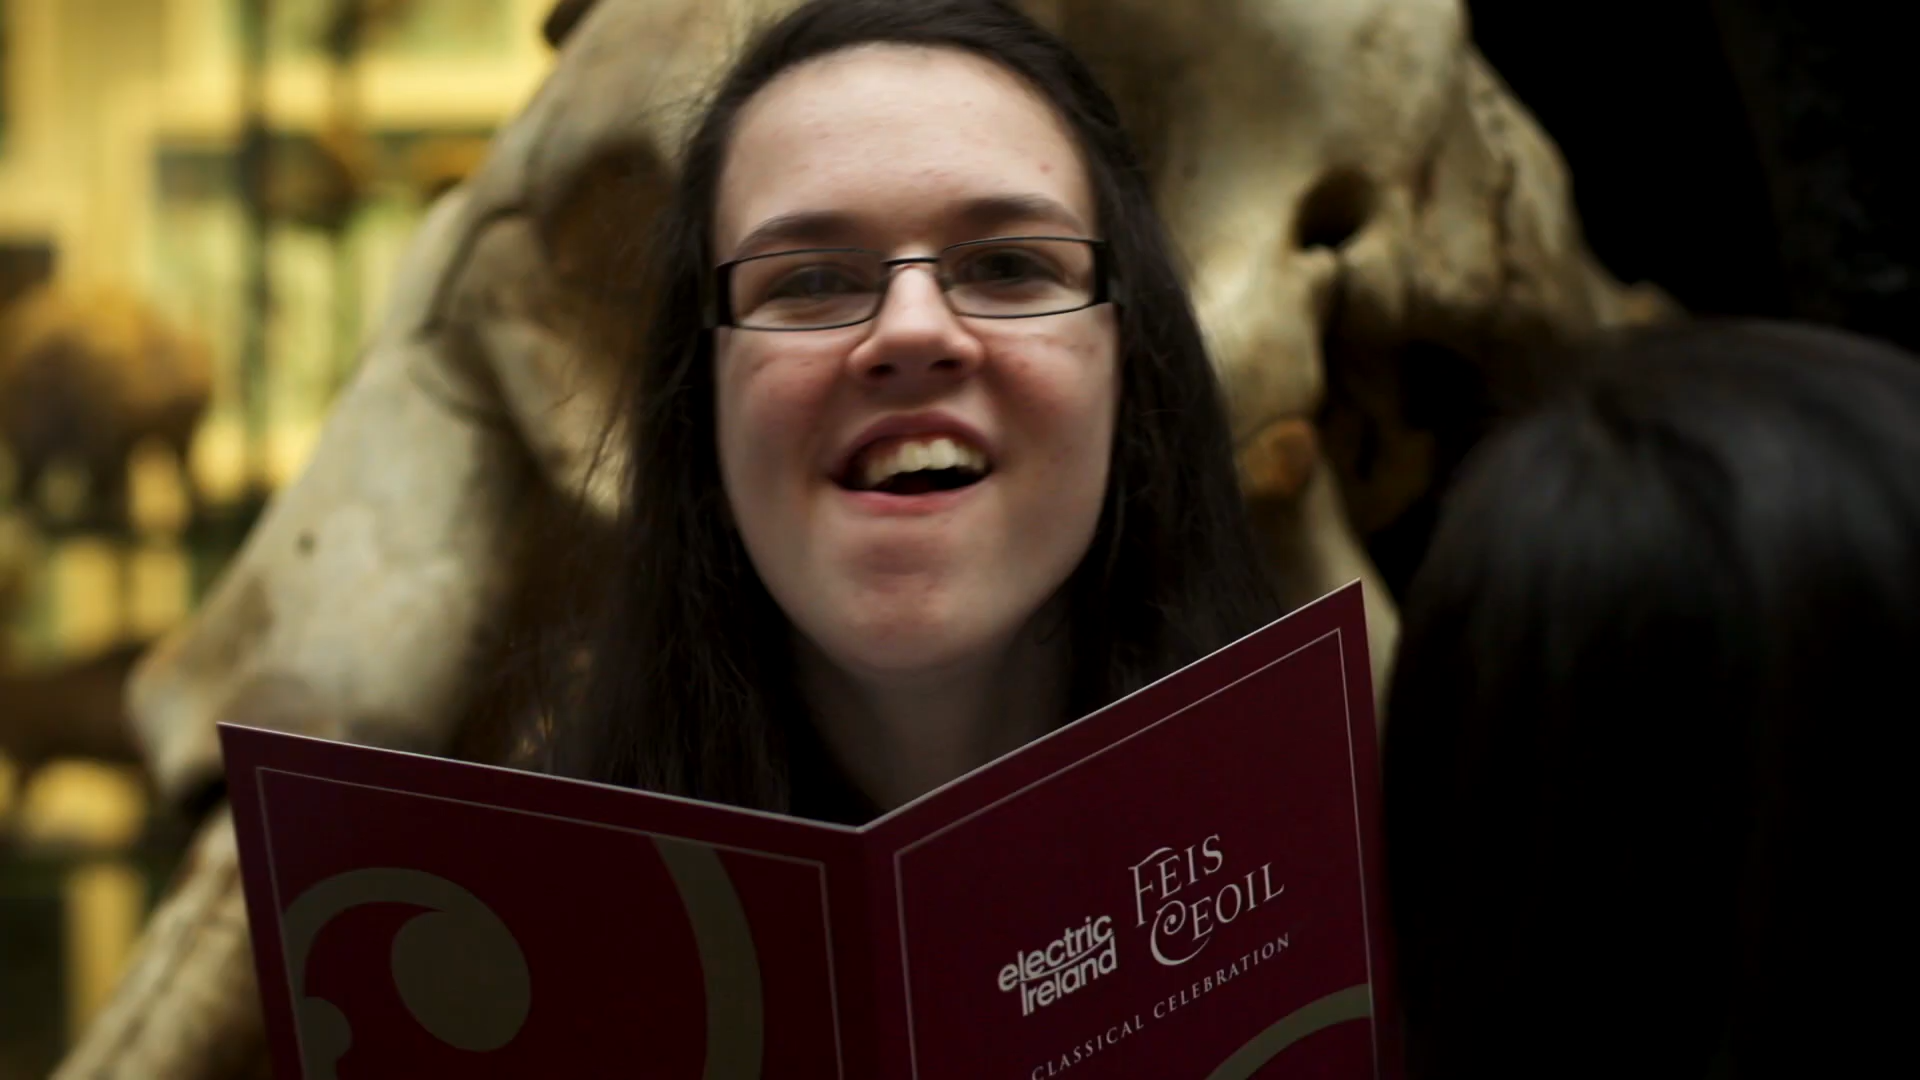 FEIS
CEOIL
electric
Ireland
CLASSICAL CELEBRATION